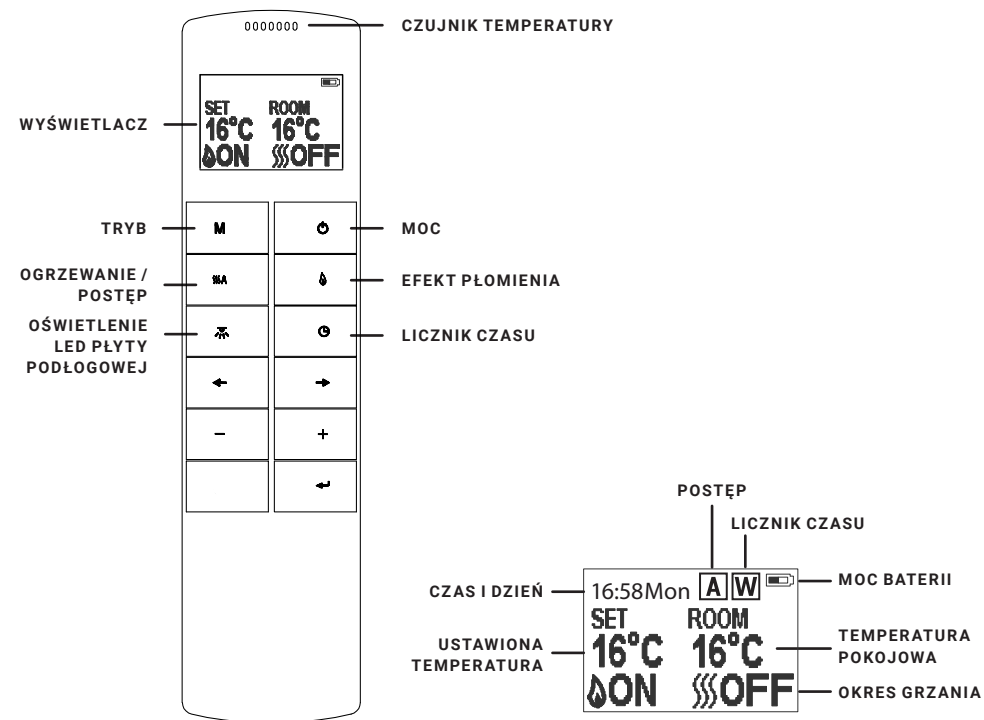 0000000
CZUJNIK TEMPERATURY
WYŚWIETLACZ
SET ROOM
16°C 16°C
ON OFF
TRYB
M
MOC
OGRZEWANIE /
POSTĘP
A
EFEKT PŁOMIENIA
OŚWIETLENIE
LED PŁYTY
PODŁOGOWEJ
LICZNIK CZASU
- +
POSTĘP
LICZNIK CZASU
CZAS I DZIEŃ
16:58Mon A W
MOC BATERII
SET ROOM
USTAWIONA
TEMPERATURA
16°C 16°C
TEMPERATURA
POKOJOWA
ON OFF
OKRES GRZANIA